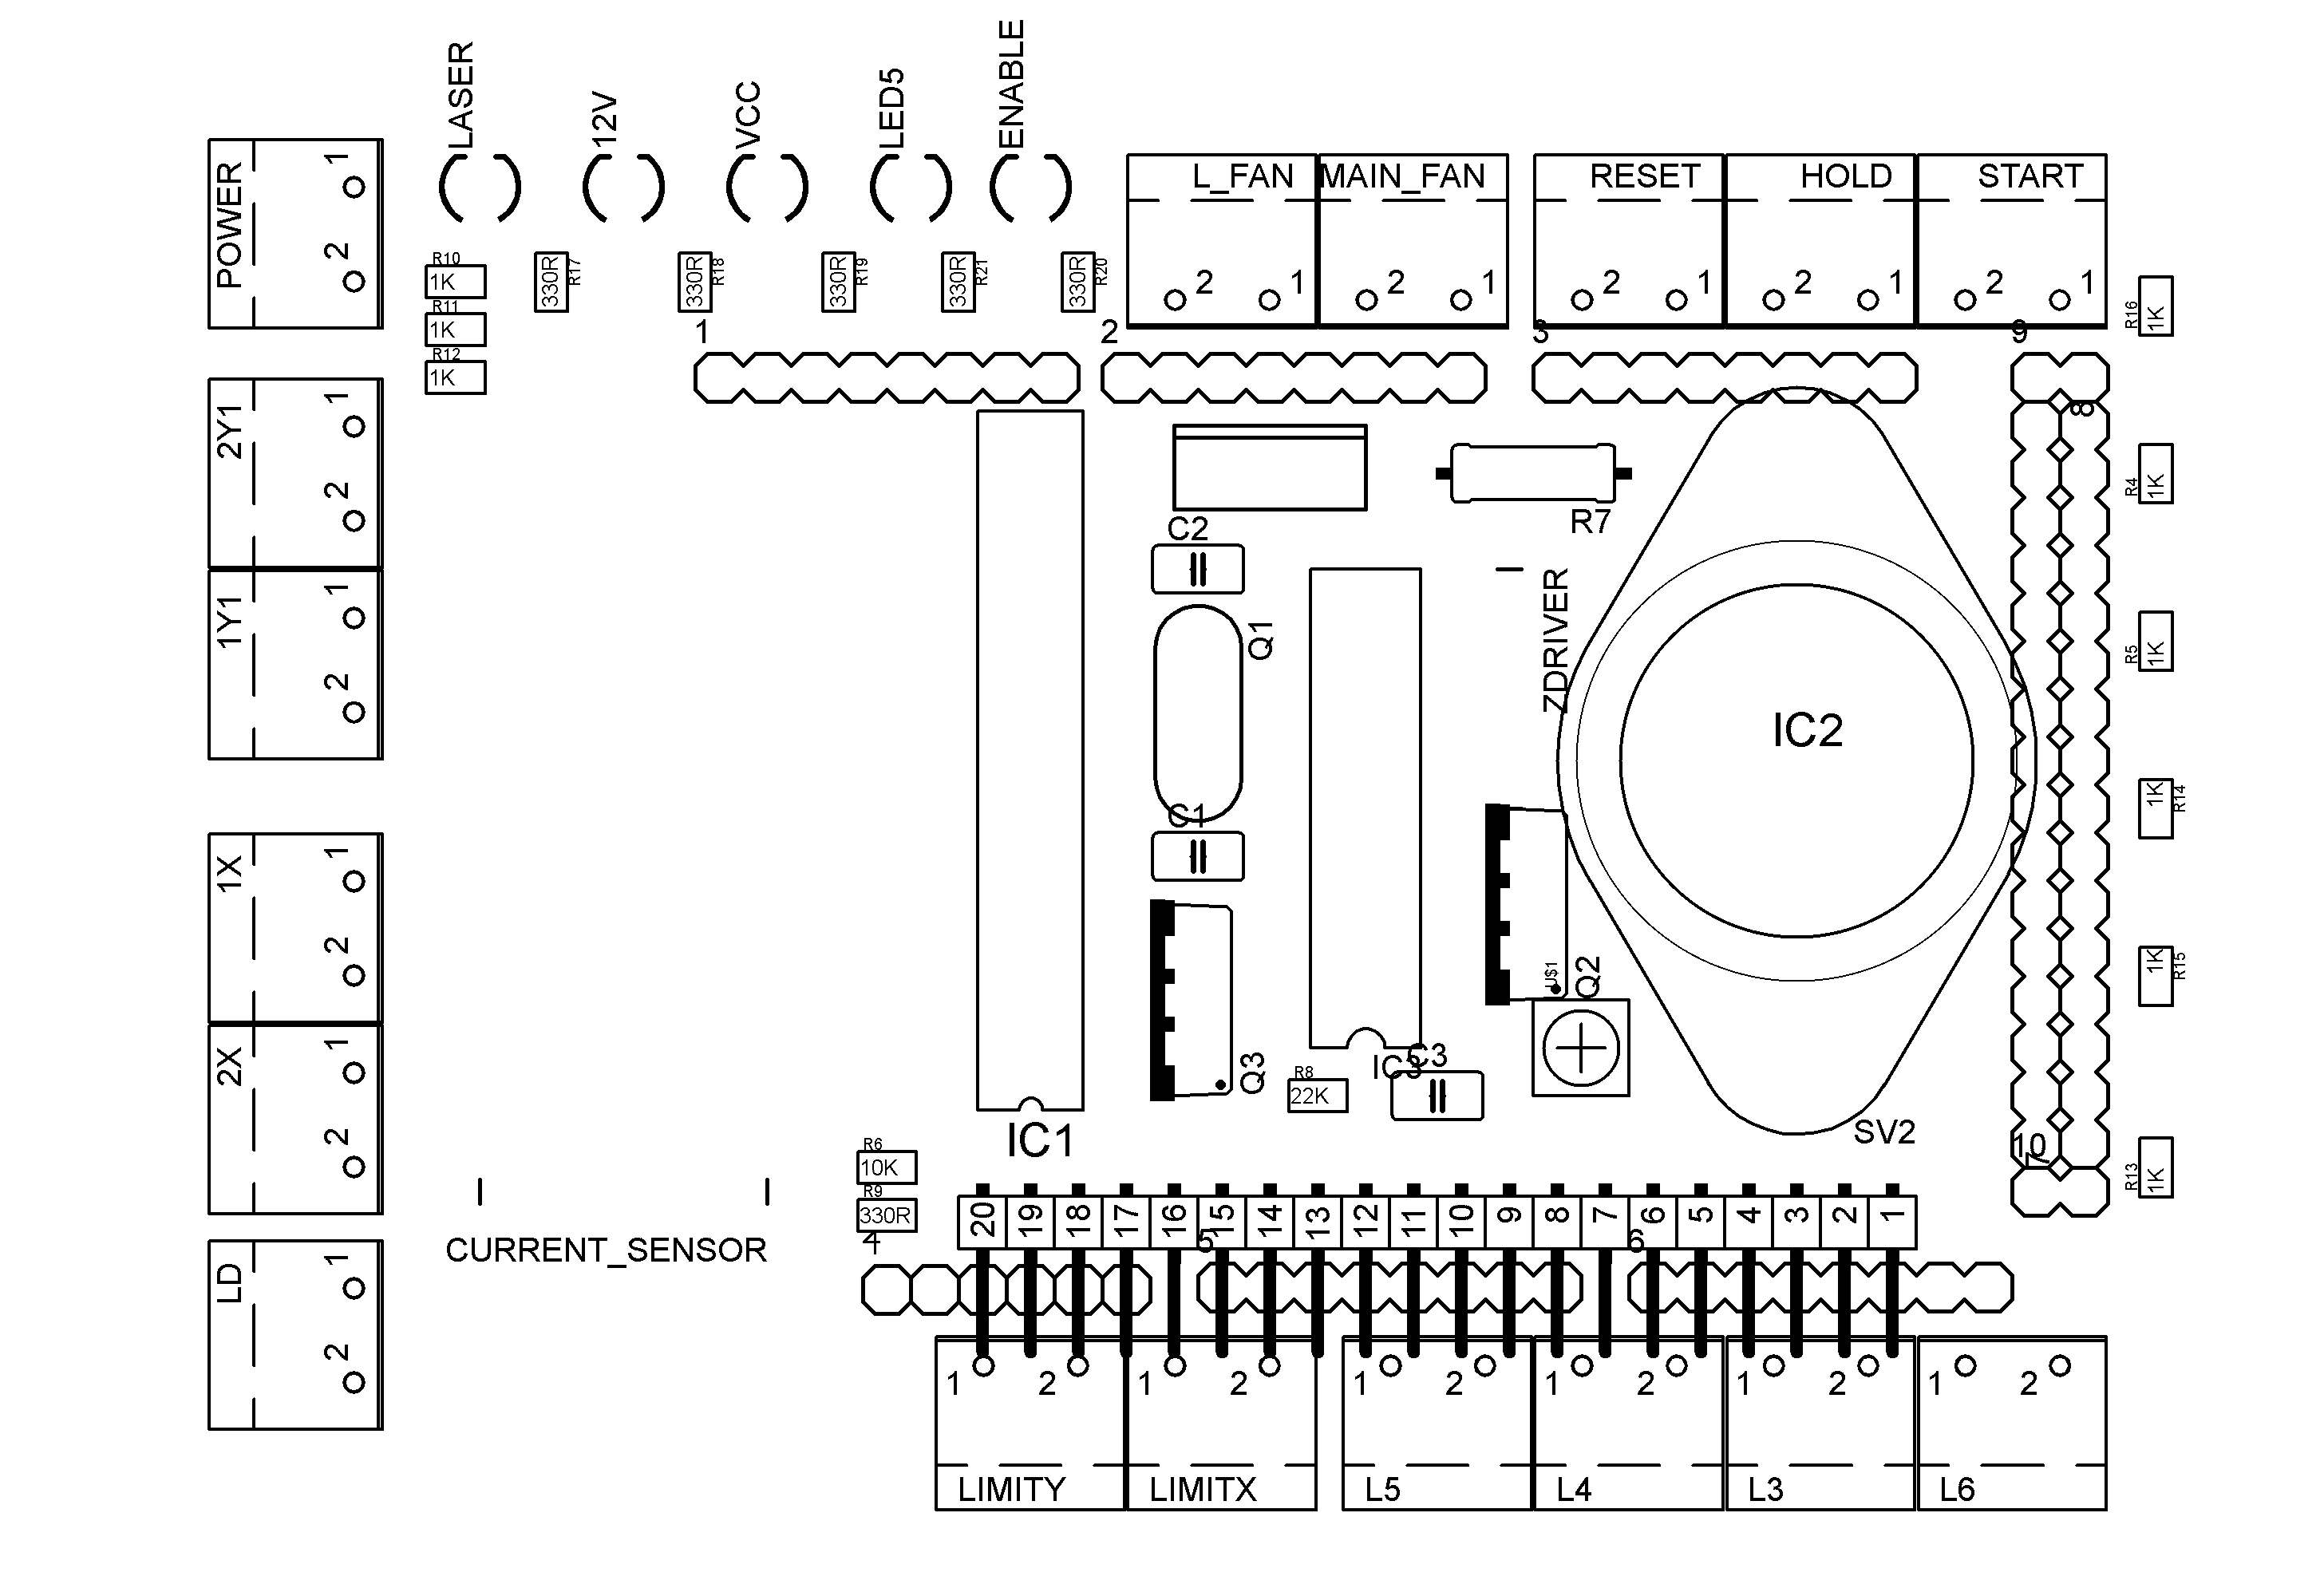 LASER
12V
VCC
LED5
ENABLE
POWER
1
2
L_FAN
2
1
MAIN_FAN
2
1
RESET
2
1
HOLD
2
1
START
2
1
R10
1K
R11
1K
R12
1K
330R
R17
330R
R18
330R
R19
330R
R21
330R
R20
R16
1K
1
2
3
9
8
2Y1
1
2
1Y1
1
2
C2
Q1
C1
R7
ZDRIVER
IC2
R4
1K
R5
1K
1K
R14
1K
R15
1X
1
2
2X
1
2
U$1
Q2
Q3
R8
22K
IC3
C3
IC1
SV2
10
7
R13
1K
R6
10K
R9
330R
4
CURRENT_SENSOR
20
19
18
17
16
15
14
13
12
11
10
9
8
7
6
5
4
3
2
1
5
6
LD
1
2
1
2
1
2
1
2
1
2
1
2
1
2
LIMITY
LIMITX
L5
L4
L3
L6